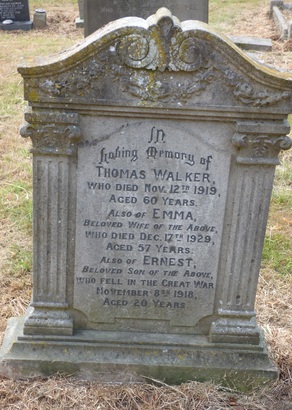 In
Loving Memory of
THOMAS WALKER,
WHO DIED NOV. 12TH 1919,
AGED 60 YEARS.
ALSO OF EMMA,
BELOVED WIFE OF THE ABOVE,
WHO DIED DEC. 17TH 1929,
AGED 57 YEARS.
ALSO OF ERNEST,
BELOVED SON OF THE ABOVE,
WHO FELL IN THE GREAT WAR
NOVEMBER 8RD 1918,
AGED 20 YEARS.